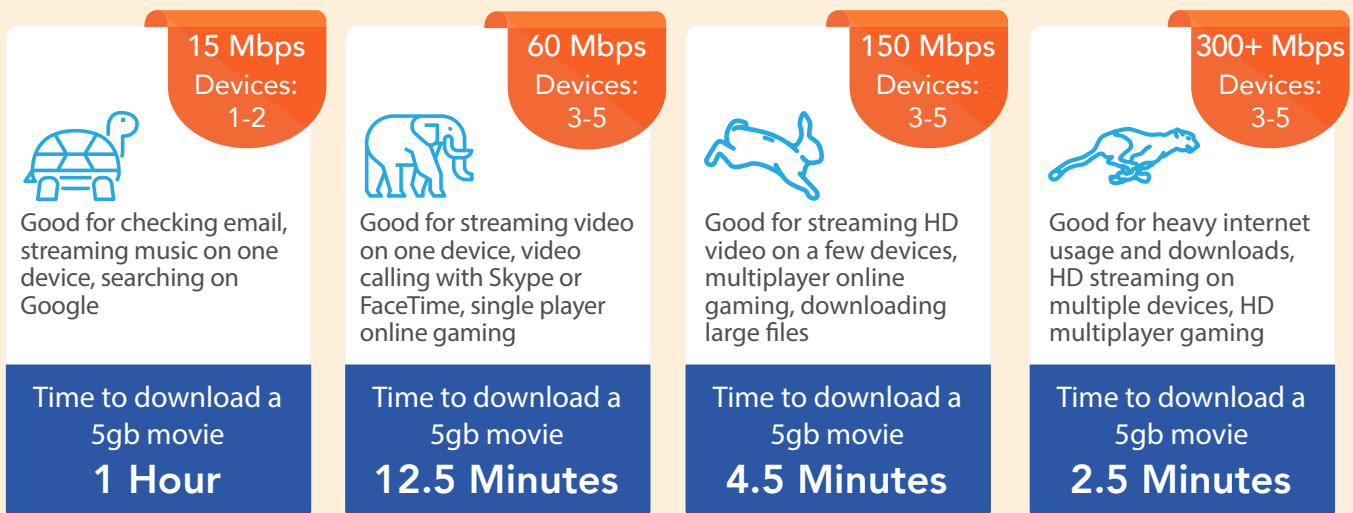 15 Mbps
Devices:
1-2
Good for checking email,
streaming music on one
device, searching on
Google
Time to download a
5gb movie
1 Hour
60 Mbps
Devices:
3-5
Good for streaming video
on one device, video
calling with Skype or
FaceTime, single player
online gaming
Time to download a
5gb movie
12.5 Minutes
150 Mbps
Devices:
3-5
Good for streaming HD
video on a few devices,
multiplayer online
gaming, downloading
large files
Time to download a
5gb movie
4.5 Minutes
300+ Mbps
Devices:
3-5
Good for heavy internet
usage and downloads,
HD streaming on
multiple devices, HD
multiplayer gaming
Time to download a
5gb movie
2.5 Minutes